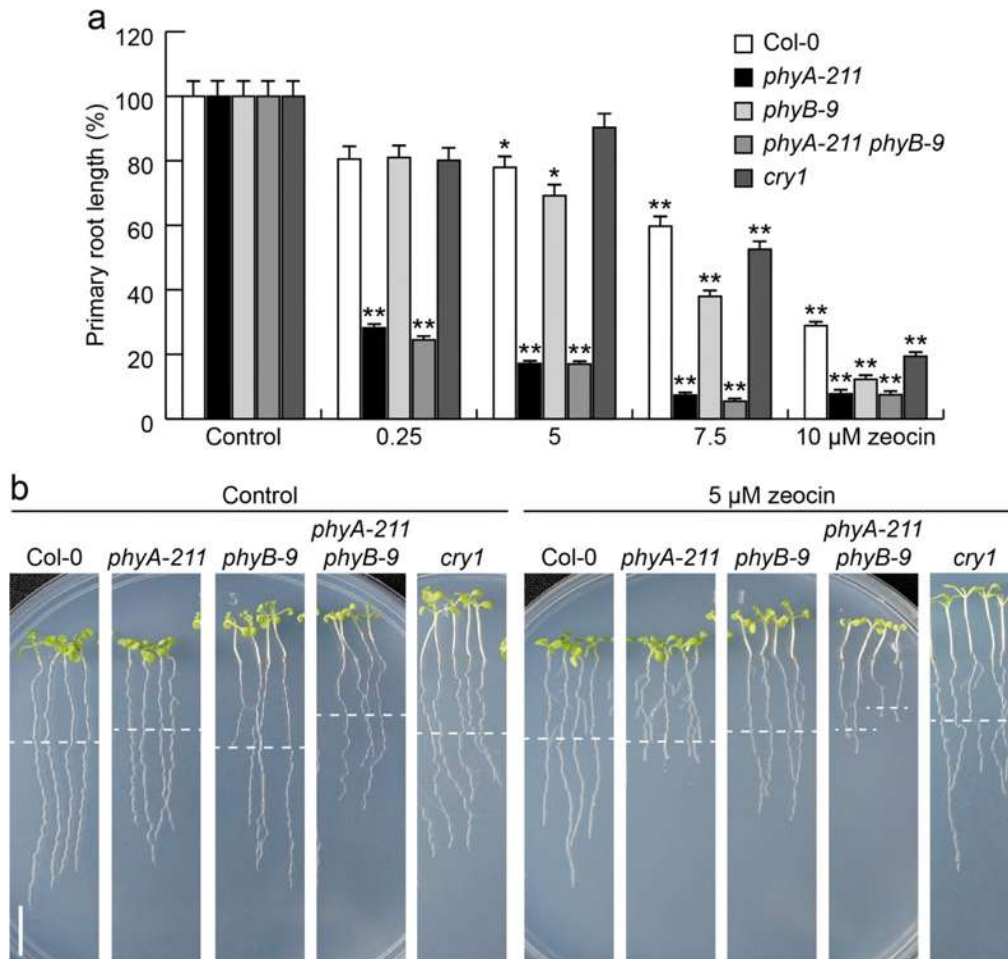 a
120
100
80
60
40
20
0
Primary root length (%)
Col-0
phyA-211
phyB-9
phyA-211 phyB-9
cry1
** **
* ** * **
** ** ** ** **
** ** ** ** **
Control 0.25 5 7.5 10 µM zeocin
b
Control 5 µM zeocin
phyA-211 phyA-211
Col-0 phyA-211 phyB-9 phyB-9 cry1 Col-0 phyA-211 phyB-9 phyB-9 cry1